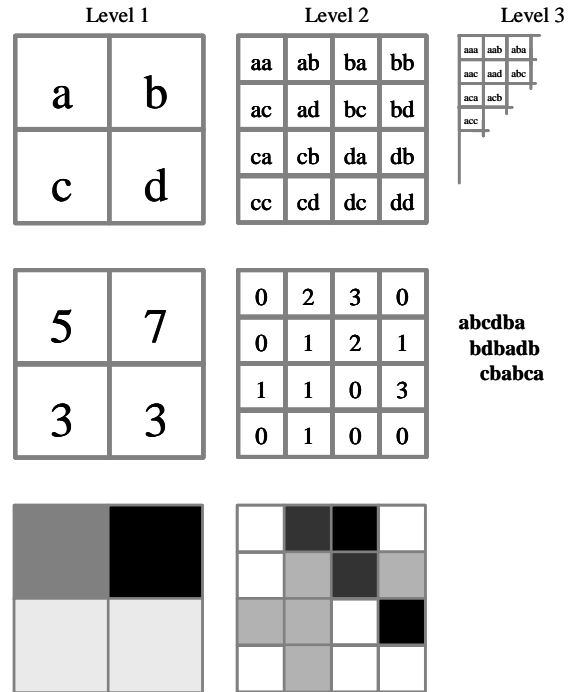 Level 1 Level 2 Level 3
a b
c d
aa ab ba bb
ac ad bc bd
ca cb da db
cc cd dc dd
aaa aab aba
aac aad abc
aca acb
acc
5 7
3 3
0 2 3 0
0 1 2 1
1 1 0 3
0 1 0 0
abcdba
bdbadb
cbabca